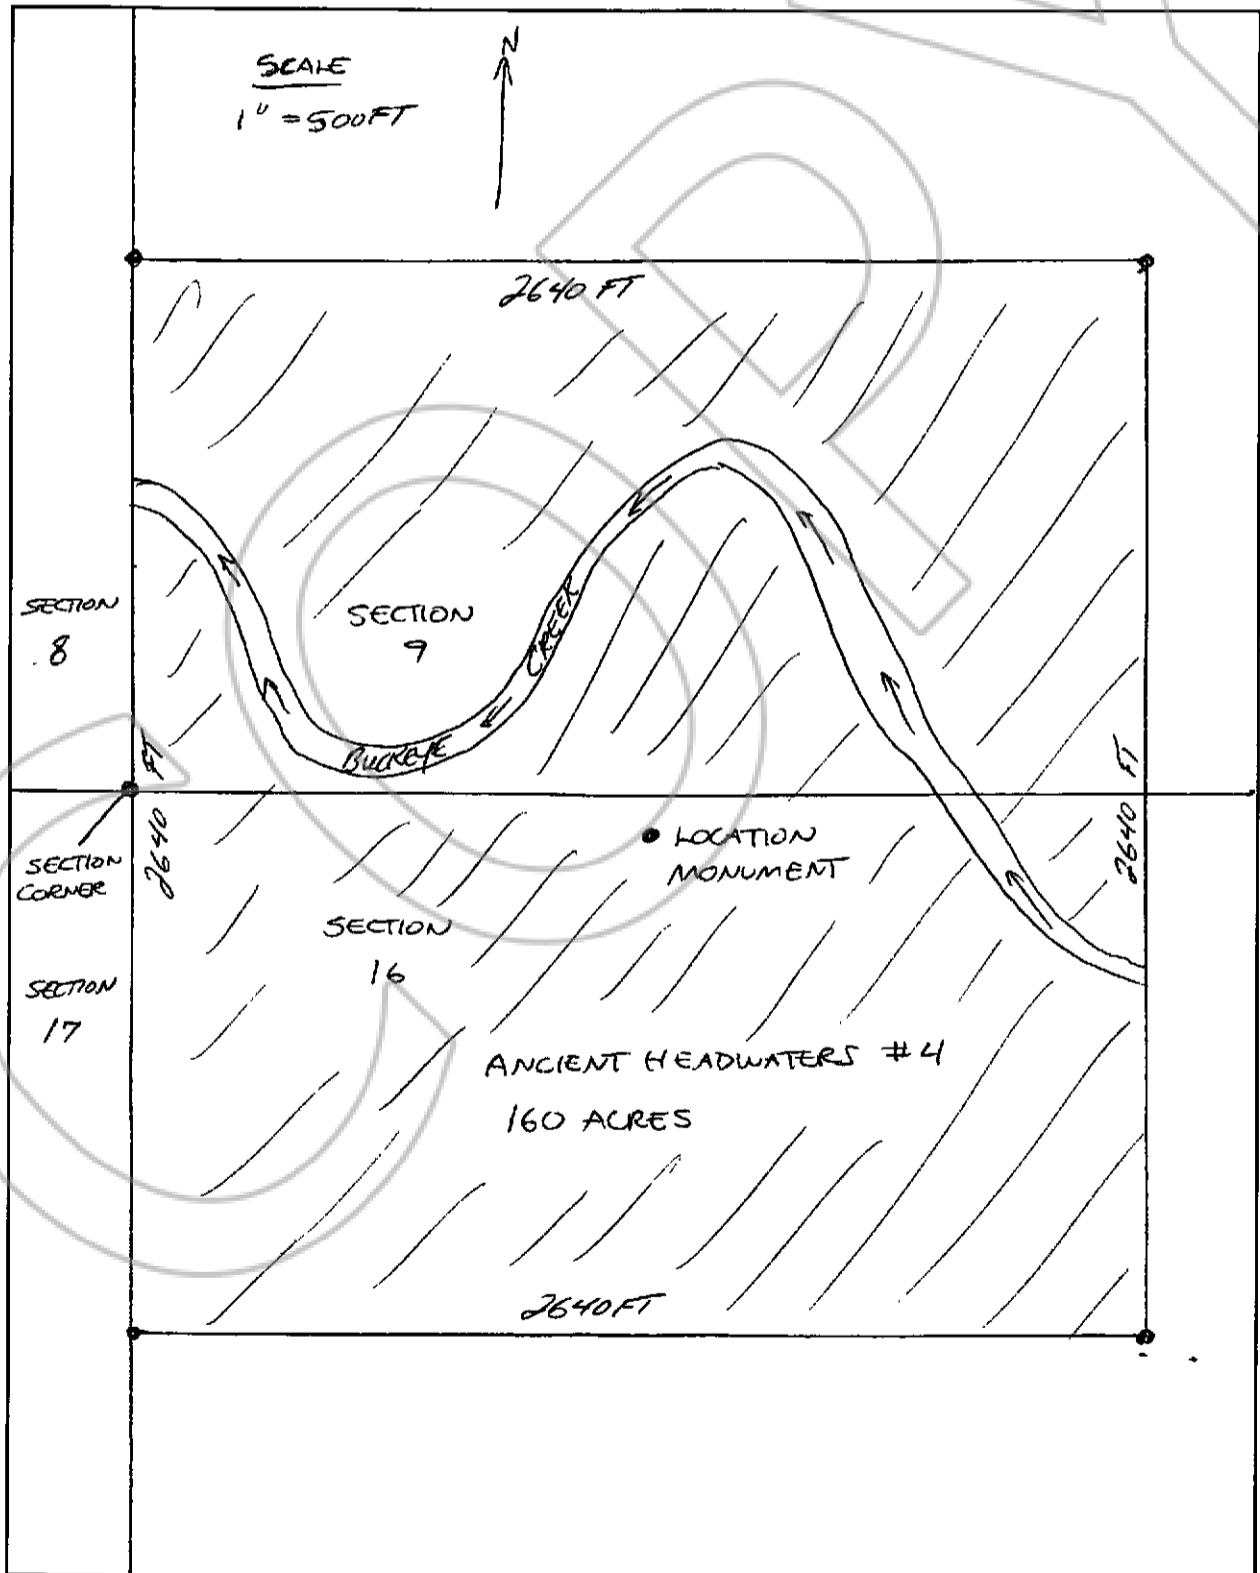 SCALE
1" = 500FT
N
2640 FT
SECTION
8
SECTION
9
CREEK
BUCKEYE
2640 FT
2640 FT
SECTION
CORNER
LOCATION
MONUMENT
SECTION
16
SECTION
17
ANCIENT HEADWATERS #4
160 ACRES
2640FT
COPY